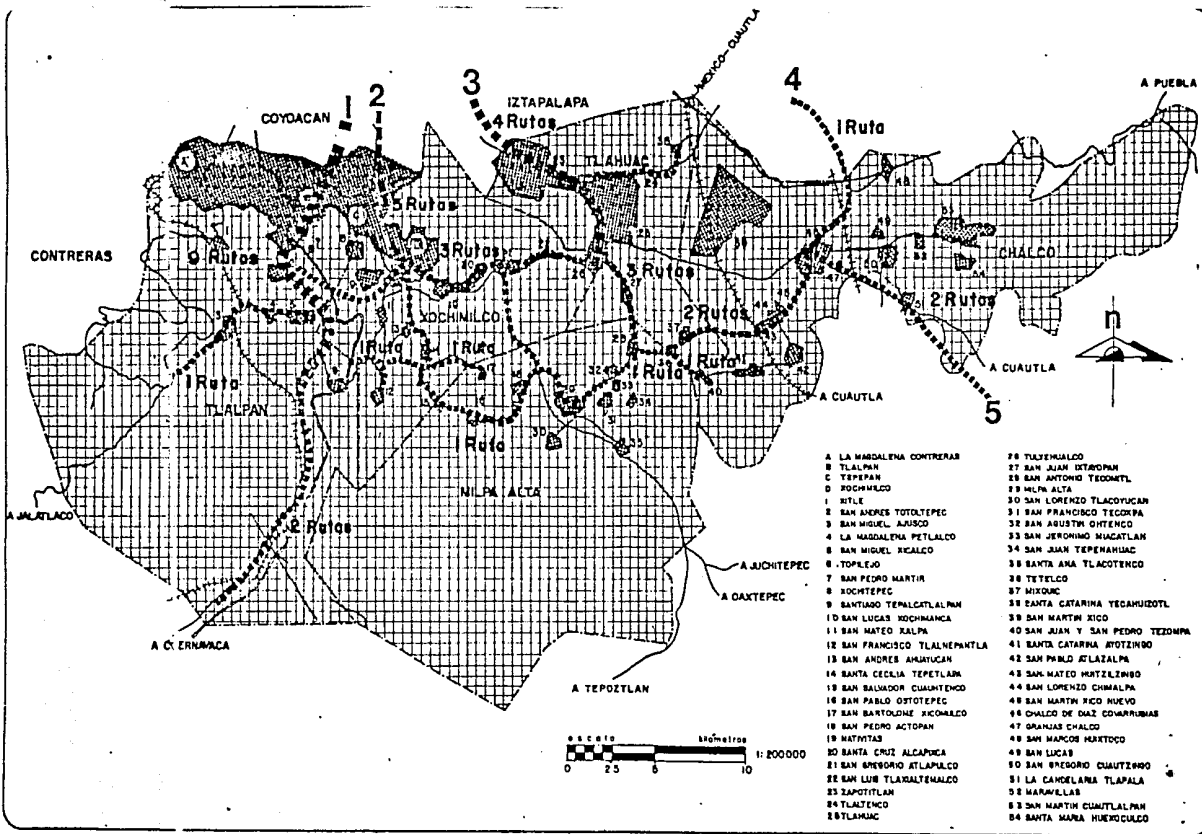 MEXICO-CUAUTLA
1
2
3
4
A PUEBLA
COYOACAN
IZTAPALAPA
4 Rutas
1 Ruta
TLAHUAC
5 Rutas
CONTRERAS
Rutas
3 Rutas
CHALCO
3 Rutas
2 Rutas
2 Rutas
XOCHIMILCO
n
1 Ruta
1 Ruta
1 Ruta
A CUAUTLA
1 Ruta
TLALPAN
A CUAUTLA
5
1 Ruta
MILPA ALTA
A JALATLACO
2 Rutas
A JUCHITEPEC
A OAXTEPEC
A CUERNAVACA
A TEPOZTLAN
escala kilometros
1:200000
0 2.5 5 10
A LA MAGDALENA CONTRERAS
B TLALPAN
C TEPEPAN
D XOCHIMILCO
1 XITLE
2 SAN ANDRES TOTOLTEPEC
3 SAN MIGUEL AJUSCO
4 LA MAGDALENA PETLALCO
5 SAN MIGUEL XICALCO
6 TOPILEJO
7 SAN PEDRO MARTIR
8 XOCHITEPEC
9 SANTIAGO TEPALCATLALPAN
10 SAN LUCAS XOCHIMANCA
11 SAN MATEO XALPA
12 SAN FRANCISCO TLALNEPANTLA
13 SAN ANDRES AHUAYUCAN
14 SANTA CECILIA TEPETLAPA
15 SAN SALVADOR CUAUHTENCO
16 SAN PABLO OSTOTEPEC
17 SAN BARTOLOME XICOMULCO
18 SAN PEDRO ACTOPAN
19 NATIVITAS
20 SANTA CRUZ ALCAPIXCA
21 SAN GREGORIO ATLAPULCO
22 SAN LUIS TLAXIALTEMALCO
23 ZAPOTITLAN
24 TLALTENCO
25 TLAHUAC
26 TULYEHUALCO
27 SAN JUAN IXTAYOPAN
28 SAN ANTONIO TECOMITL
29 MILPA ALTA
30 SAN LORENZO TLACOYUCAN
31 SAN FRANCISCO TECOXPA
32 SAN AGUSTIN OHTENCO
33 SAN JERONIMO MIACATLAN
34 SAN JUAN TEPENAHUAC
35 SANTA ANA TLACOTENCO
36 TETELCO
37 MIXQUIC
38 SANTA CATARINA YECAHUIZOTL
39 SAN MARTIN XICO
40 SAN JUAN Y SAN PEDRO TEZOMPA
41 SANTA CATARINA AYOTZINGO
42 SAN PABLO ATLAZALPA
43 SAN MATEO HUITZILZINGO
44 SAN LORENZO CHIMALPA
45 SAN MARTIN XICO NUEVO
46 CHALCO DE DIAZ COVARRUBIAS
47 GRANJAS CHALCO
48 SAN MARCOS HUIXTOCO
49 SAN LUCAS
50 SAN GREGORIO CUAUTZINGO
51 LA CANDELARIA TLAPALA
52 MARAVILLAS
53 SAN MARTIN CUAUTLALPAN
54 SANTA MARIA HUEXOCULCO